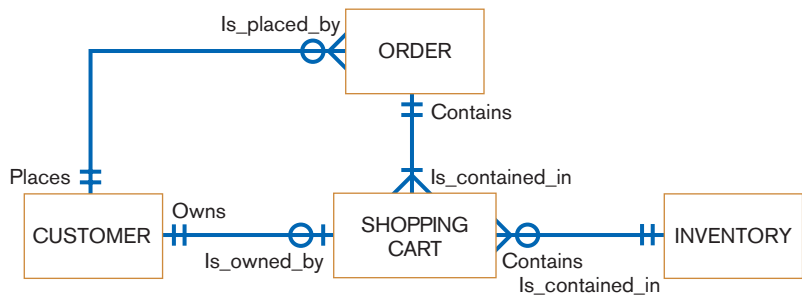 Is_placed_by
ORDER
Contains
Places
Is_contained_in
CUSTOMER
Owns
Is_owned_by
SHOPPING
CART
Contains
Is_contained_in
INVENTORY